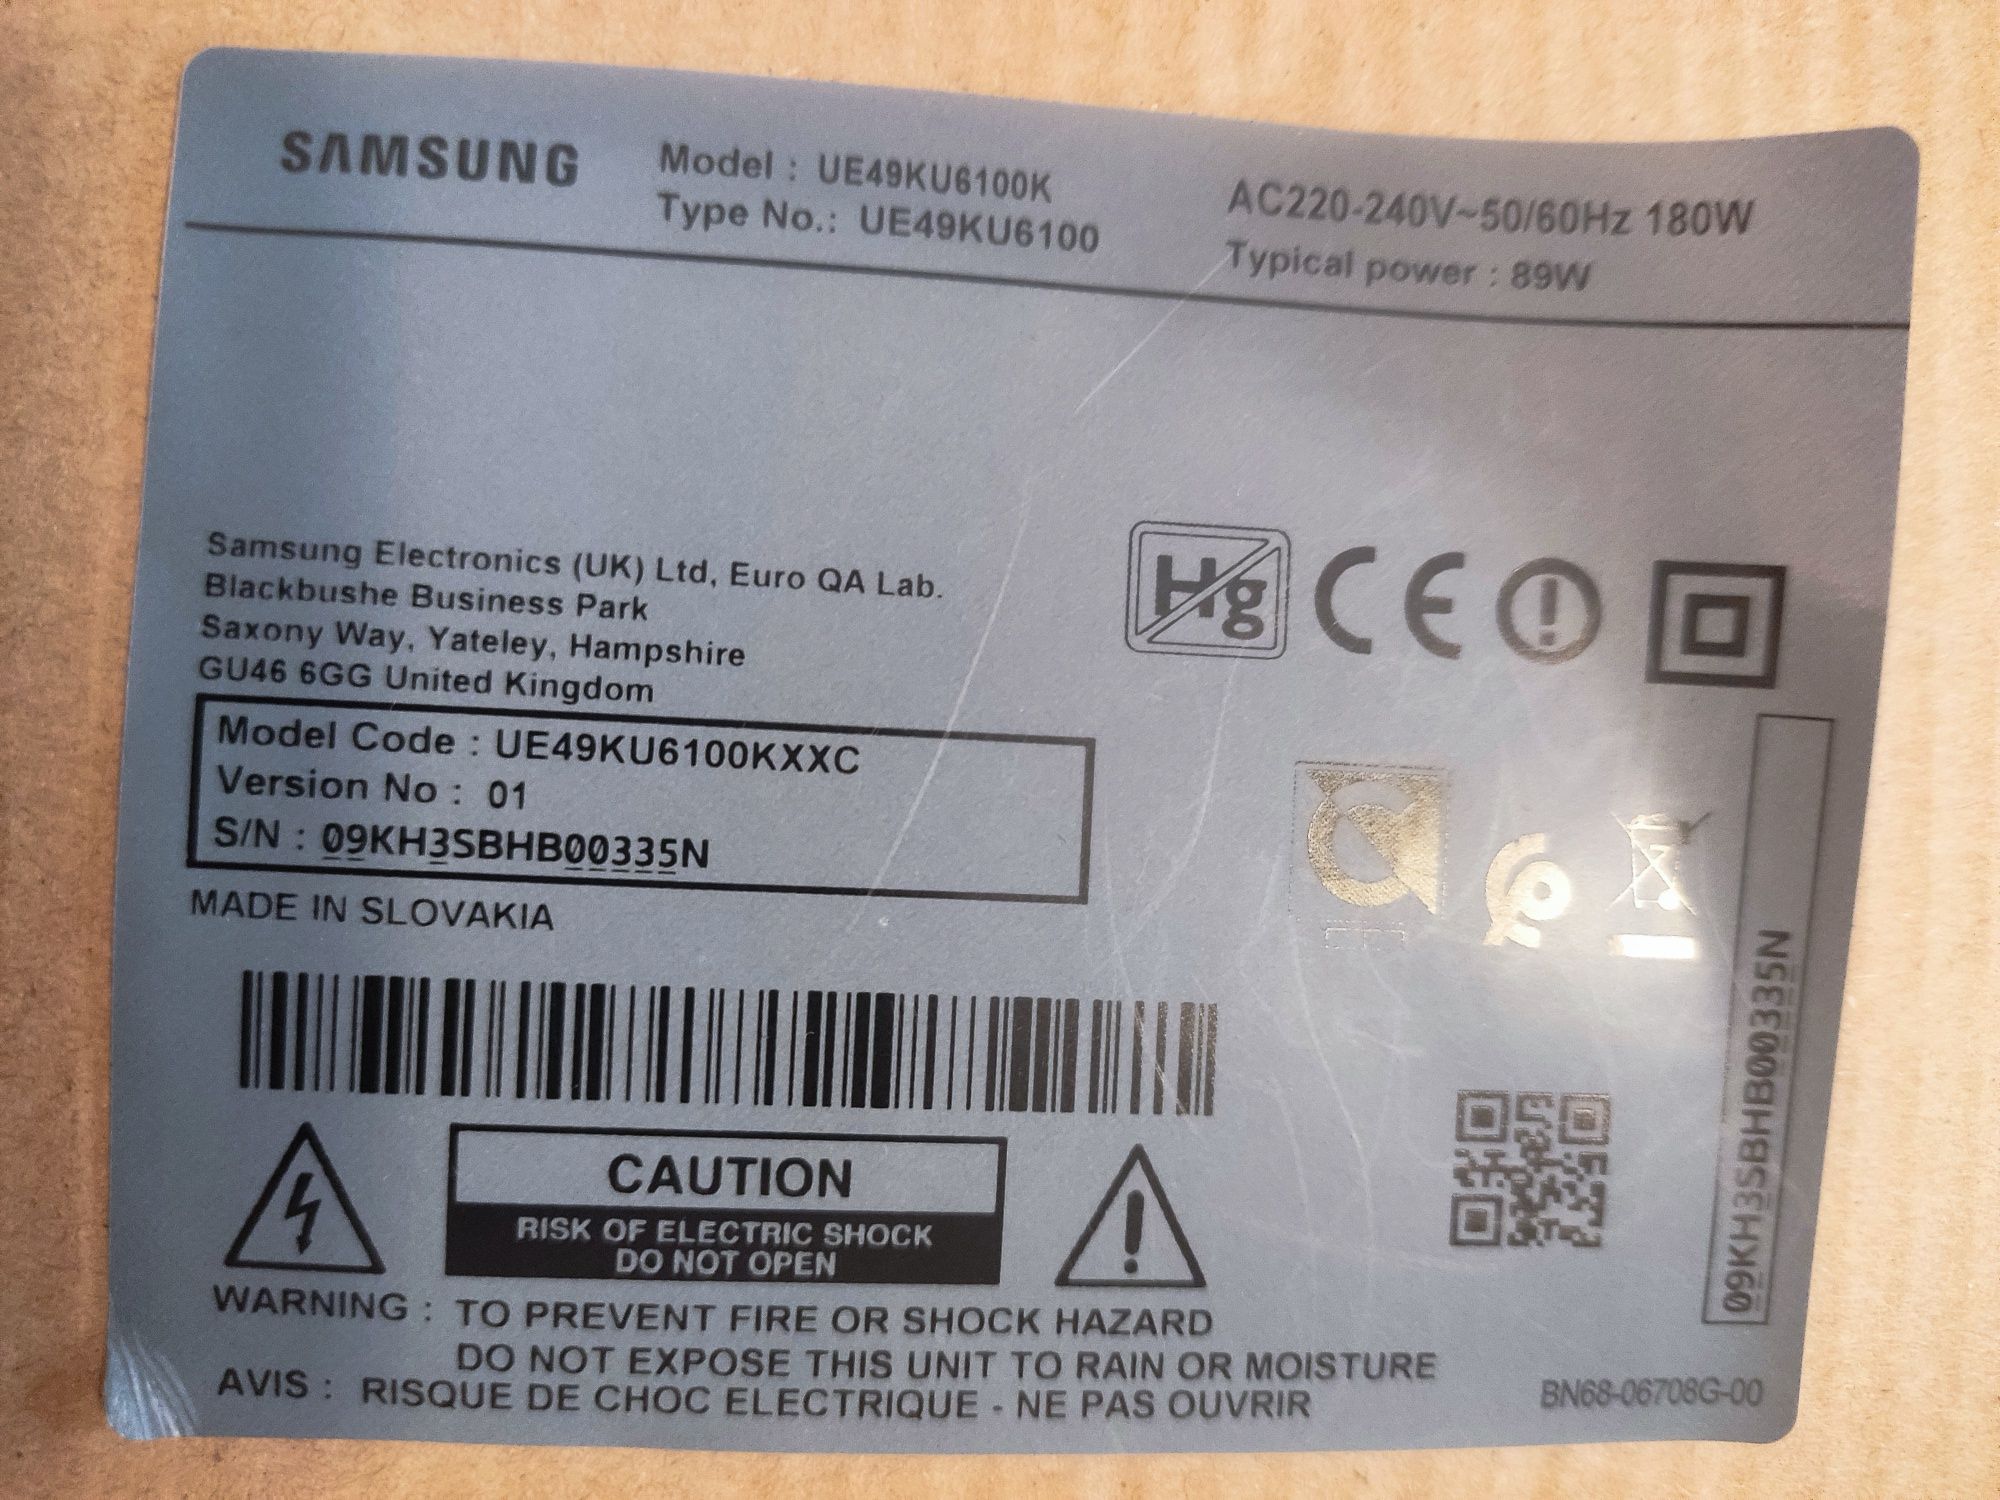 SAMSUNG
Model : UE49KU6100K
Type No.: UE49KU6100
AC220-240V~50/60Hz 180W
Typical power : 89W
Samsung Electronics (UK) Ltd, Euro QA Lab.
Blackbushe Business Park
Saxony Way, Yateley, Hampshire
GU46 6GG United Kingdom
Hg
CE
Model Code : UE49KU6100KXXC
Version No : 01
S/N : 09KH3SBHB00335N
MADE IN SLOVAKIA
09KH3SBHB00335N
CAUTION
RISK OF ELECTRIC SHOCK
DO NOT OPEN
WARNING : TO PREVENT FIRE OR SHOCK HAZARD
DO NOT EXPOSE THIS UNIT TO RAIN OR MOISTURE
AVIS : RISQUE DE CHOC ELECTRIQUE - NE PAS OUVRIR
BN68-06708G-00